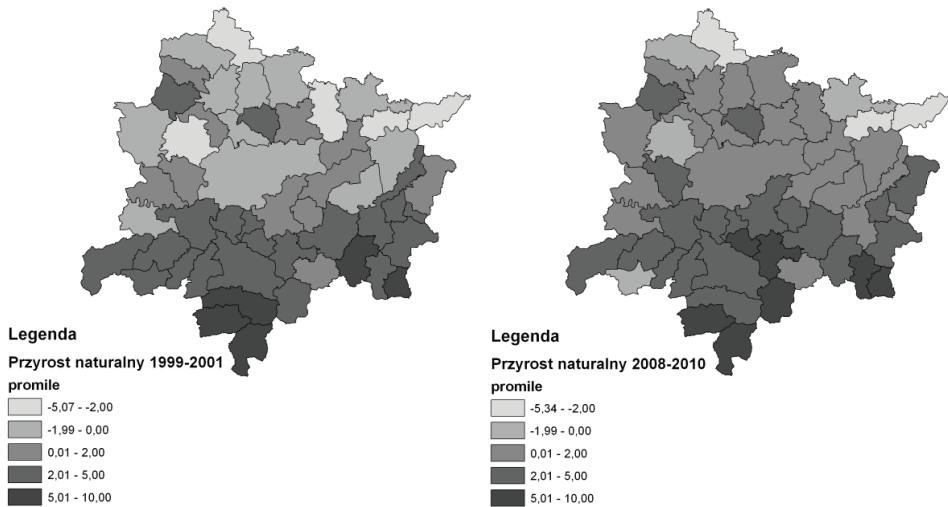 Legenda
Przyrost naturalny 1999-2001
promile
-5,07 - -2,00
-1,99 - 0,00
0,01 - 2,00
2,01 - 5,00
5,01 - 10,00
Legenda
Przyrost naturalny 2008-2010
promile
-5,34 - -2,00
-1,99 - 0,00
0,01 - 2,00
2,01 - 5,00
5,01 - 10,00